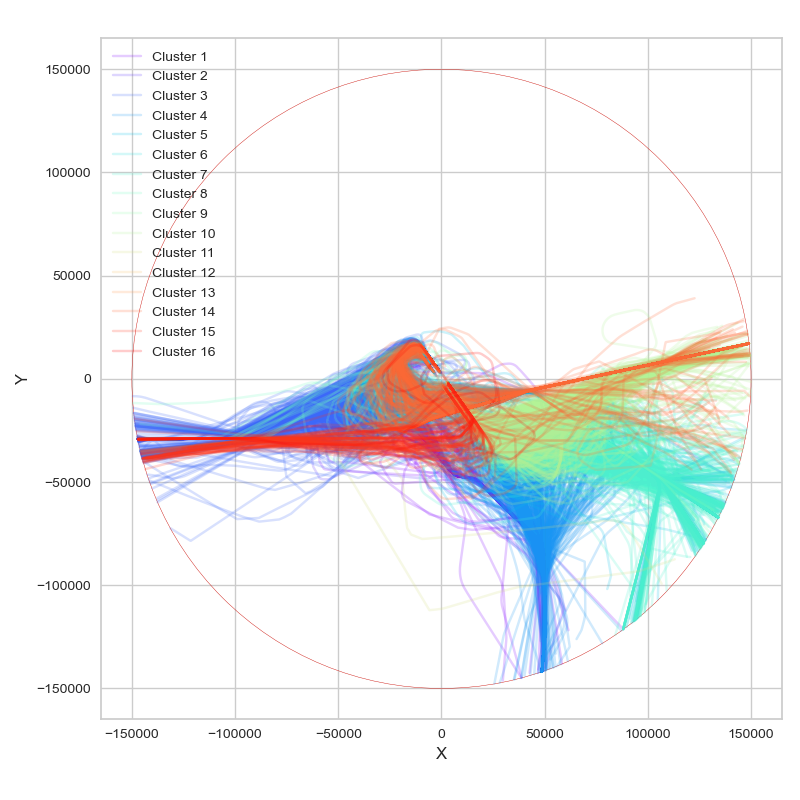 Cluster 1
Cluster 2
Cluster 3
Cluster 4
Cluster 5
Cluster 6
Cluster 7
Cluster 8
Cluster 9
Cluster 10
Cluster 11
Cluster 12
Cluster 13
Cluster 14
Cluster 15
Cluster 16
150000
100000
50000
0
−50000
−100000
−150000
Y
−150000 −100000 −50000 0 50000 100000 150000
X